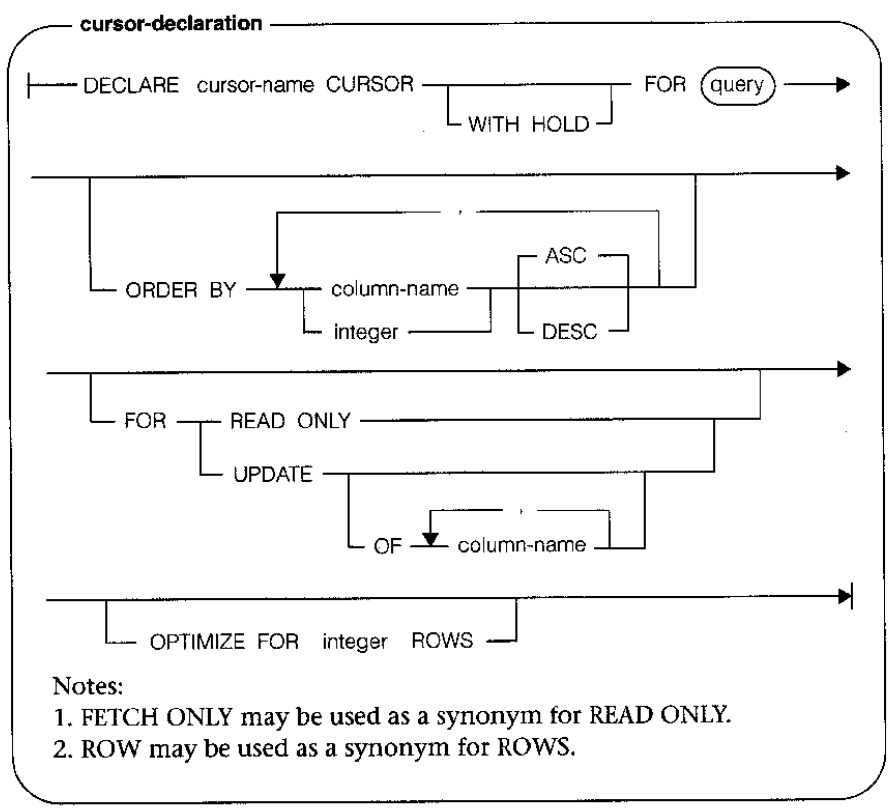 cursor-declaration
DECLARE cursor-name CURSOR FOR query
WITH HOLD
,
ASC
ORDER BY column-name
integer DESC
FOR READ ONLY
UPDATE
,
OF column-name
OPTIMIZE FOR integer ROWS
Notes:
1. FETCH ONLY may be used as a synonym for READ ONLY.
2. ROW may be used as a synonym for ROWS.